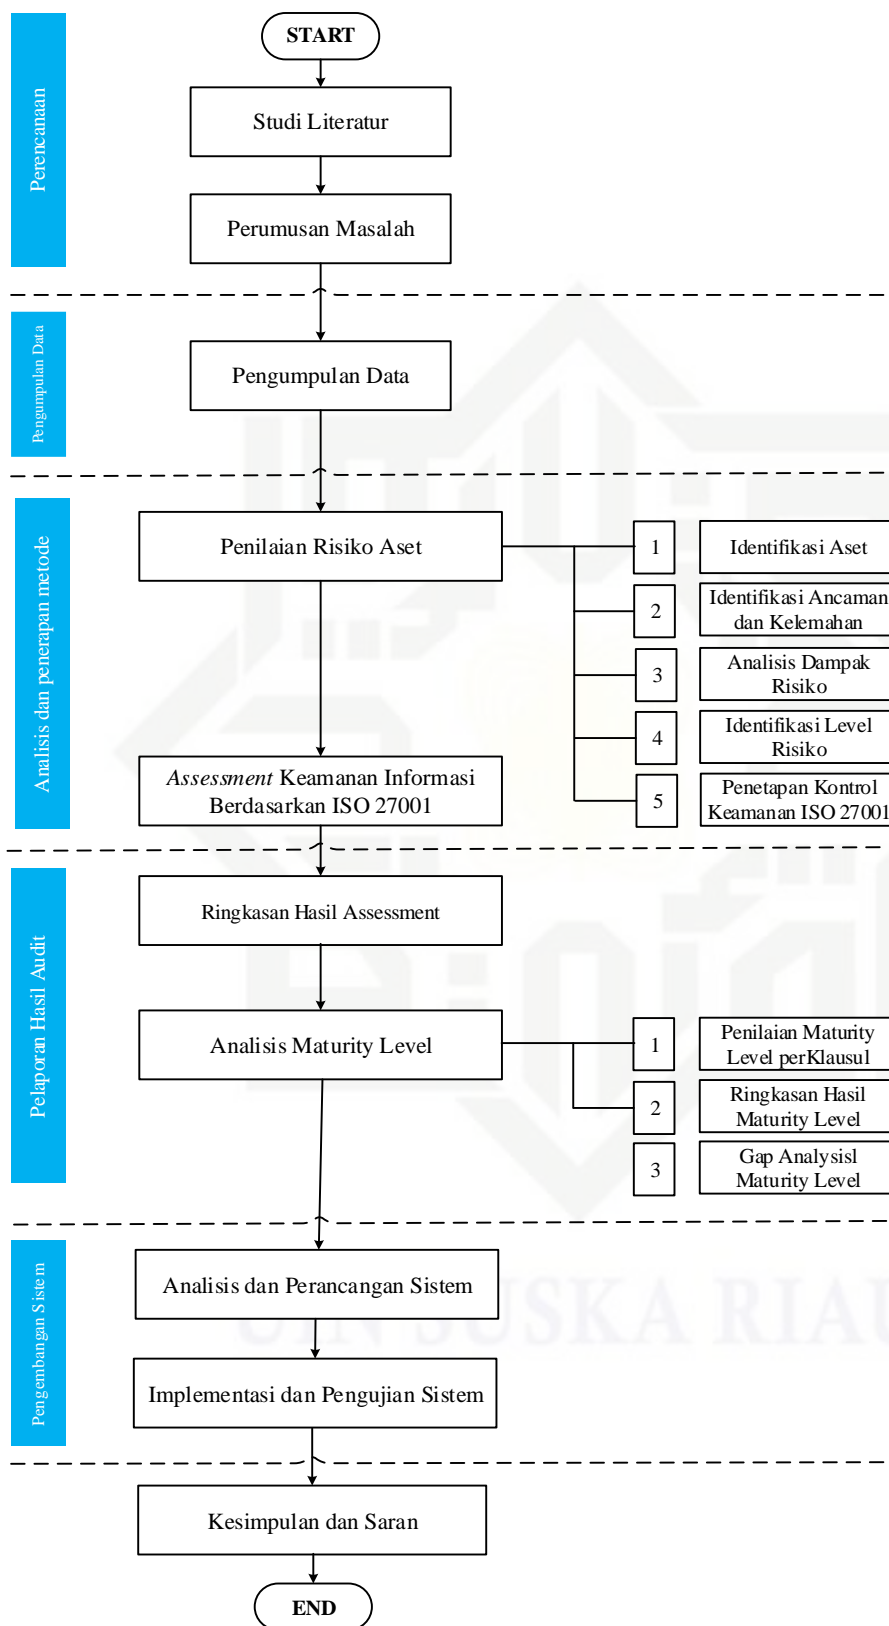 START
Perencanaan
Studi Literatur
Perumusan Masalah
Pengumpulan Data
Pengumpulan Data
Analisis dan penerapan metode
Penilaian Risiko Aset
1
Identifikasi Aset
2
Identifikasi Ancaman
dan Kelemahan
3
Analisis Dampak
Risiko
4
Identifikasi Level
Risiko
Assessment Keamanan Informasi
Berdasarkan ISO 27001
5
Penetapan Kontrol
Keamanan ISO 27001
Pelaporan Hasil Audit
Ringkasan Hasil Assessment
Analisis Maturity Level
1
Penilaian Maturity
Level perKlausul
2
Ringkasan Hasil
Maturity Level
3
Gap Analysisl
Maturity Level
Pengembangan Sistem
Analisis dan Perancangan Sistem
UIN SUSKA RIAU
Implementasi dan Pengujian Sistem
Kesimpulan dan Saran
END